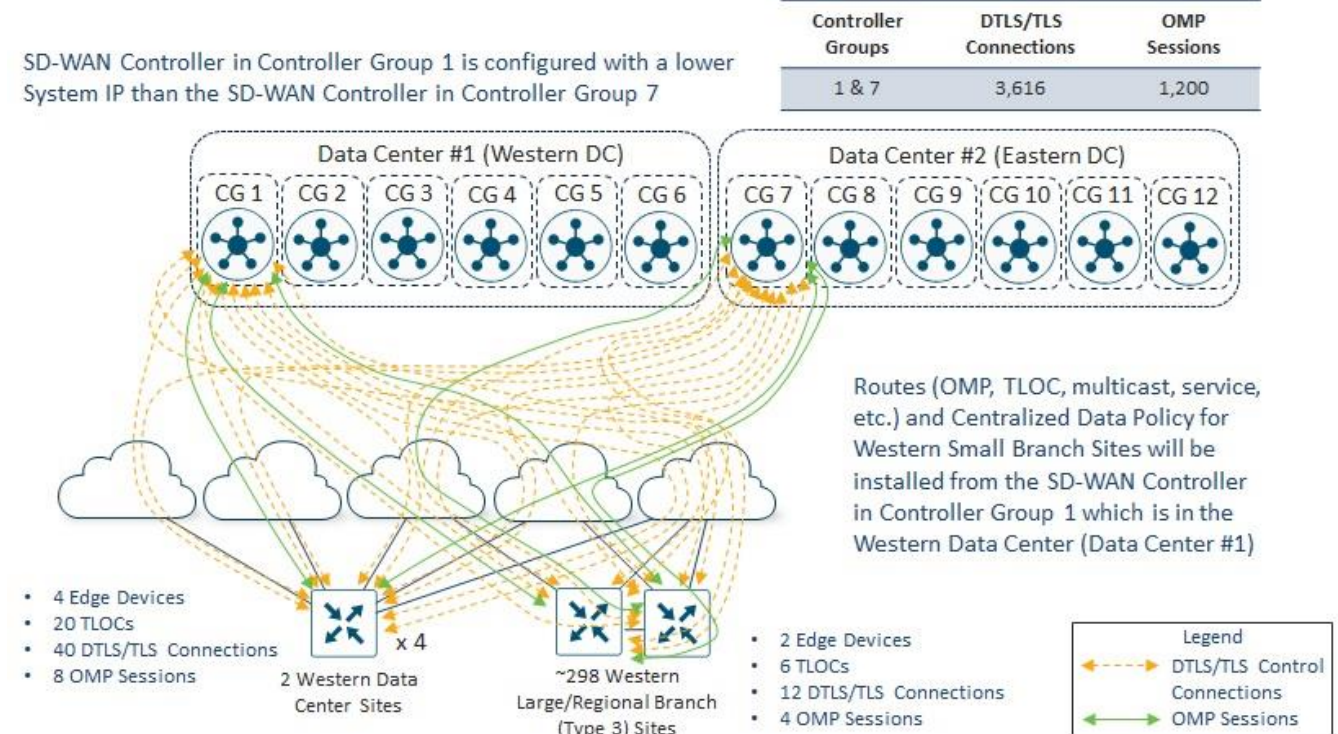 SD-WAN Controller in Controller Group 1 is configured with a lower
System IP than the SD-WAN Controller in Controller Group 7
Controller Groups
DTLS/TLS Connections
OMP Sessions
1 & 7
3,616
1,200
Data Center #1 (Western DC)
CG 1
CG 2
CG 3
CG 4
CG 5
CG 6
Data Center #2 (Eastern DC)
CG 7
CG 8
CG 9
CG 10
CG 11
CG 12
Routes (OMP, TLOC, multicast, service,
etc.) and Centralized Data Policy for
Western Small Branch Sites will be
installed from the SD-WAN Controller
in Controller Group 1 which is in the
Western Data Center (Data Center #1)
• 4 Edge Devices
• 20 TLOCs
• 40 DTLS/TLS Connections
• 8 OMP Sessions
x 4
2 Western Data
Center Sites
~298 Western
Large/Regional Branch
(Type 3) Sites
• 2 Edge Devices
• 6 TLOCs
• 12 DTLS/TLS Connections
• 4 OMP Sessions
Legend
DTLS/TLS Control
Connections
OMP Sessions